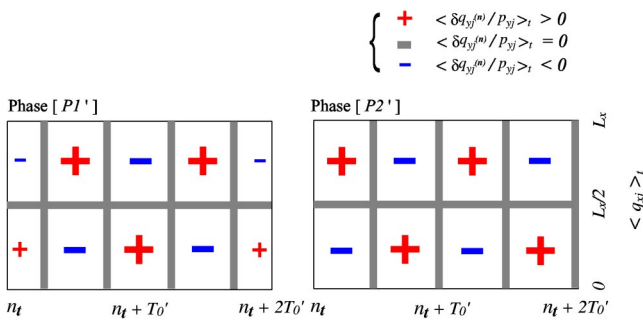 < δq_yj^(n) / p_yj >_t > 0
< δq_yj^(n) / p_yj >_t = 0
< δq_yj^(n) / p_yj >_t < 0
Phase [ P1' ]
Phase [ P2' ]
L_x
L_x/2
0
< q_xj >_t
n_t n_t + T_0' n_t + 2T_0'
n_t n_t + T_0' n_t + 2T_0'